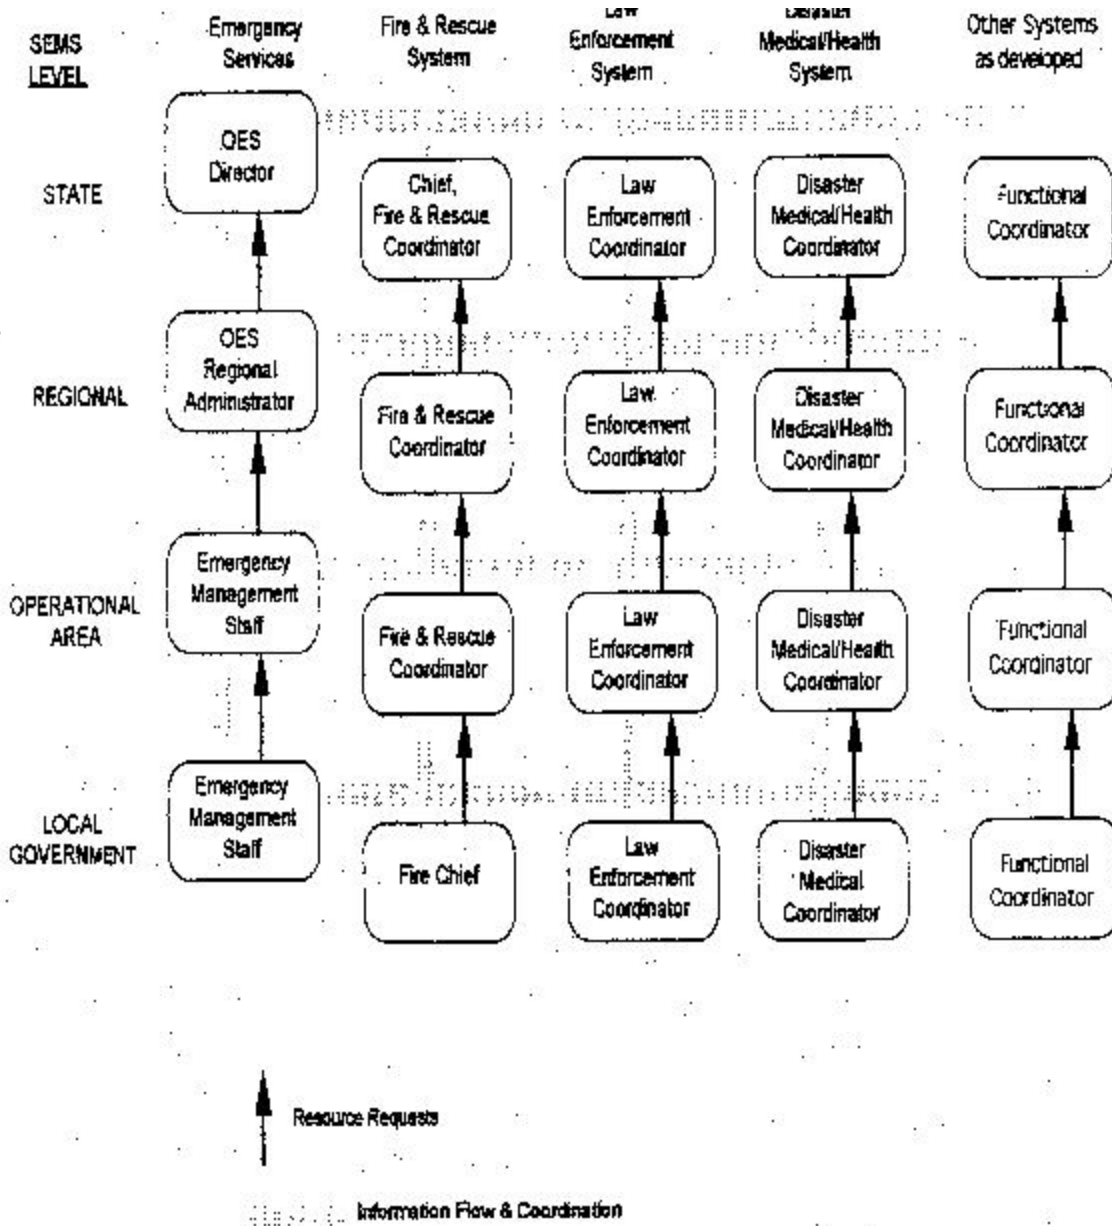 SEMS
LEVEL
Emergency
Services
Fire & Rescue
System
Law
Enforcement
System
Disaster
Medical/Health
System
Other Systems
as developed
STATE
OES
Director
Chief,
Fire & Rescue
Coordinator
Law
Enforcement
Coordinator
Disaster
Medical/Health
Coordinator
Functional
Coordinator
REGIONAL
OES
Regional
Administrator
Fire & Rescue
Coordinator
Law
Enforcement
Coordinator
Disaster
Medical/Health
Coordinator
Functional
Coordinator
OPERATIONAL
AREA
Emergency
Management
Staff
Fire & Rescue
Coordinator
Law
Enforcement
Coordinator
Disaster
Medical/Health
Coordinator
Functional
Coordinator
LOCAL
GOVERNMENT
Emergency
Management
Staff
Fire Chief
Law
Enforcement
Coordinator
Disaster
Medical
Coordinator
Functional
Coordinator
Resource Requests
Information Flow & Coordination